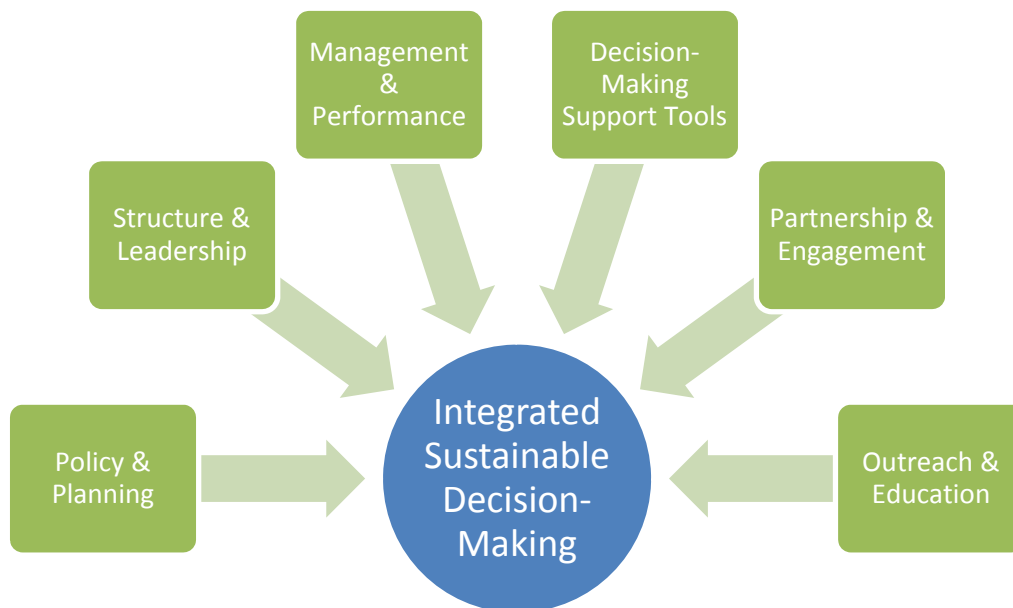 Management
&
Performance
Decision-
Making
Support Tools
Structure &
Leadership
Partnership &
Engagement
Policy &
Planning
Integrated
Sustainable
Decision-
Making
Outreach &
Education